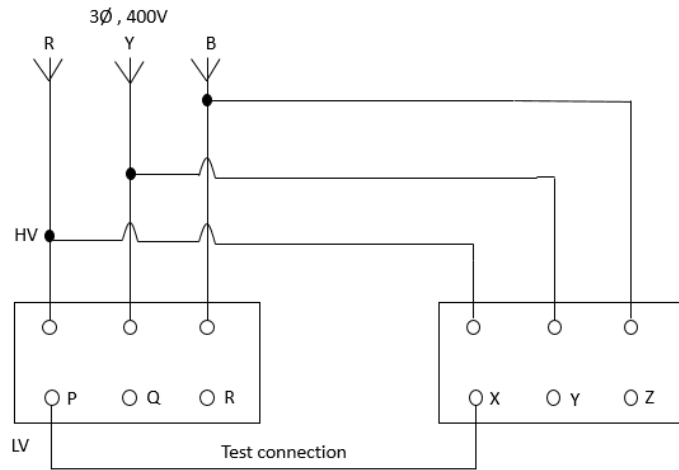 3Ø , 400V
R Y B
HV
P Q R X Y Z
LV
Test connection